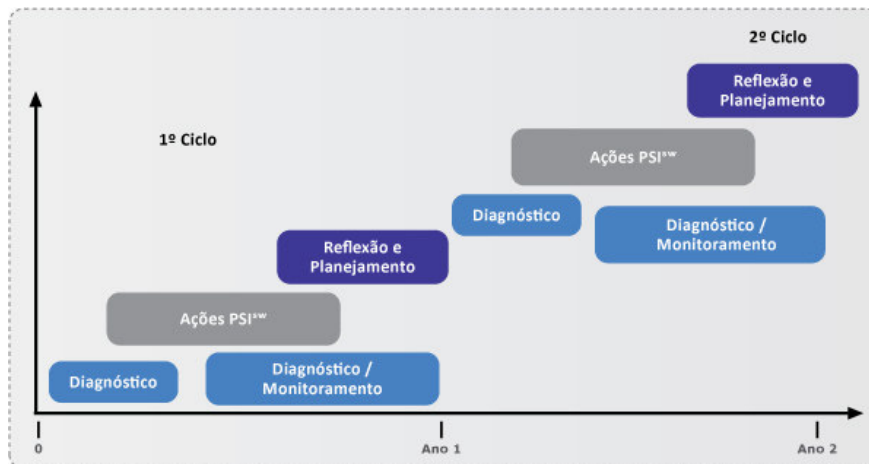 2º Ciclo
Reflexão e
Planejamento
1º Ciclo
Ações PSIˢʷ
Diagnóstico
Diagnóstico /
Monitoramento
Reflexão e
Planejamento
Ações PSIˢʷ
Diagnóstico
Diagnóstico /
Monitoramento
0
Ano 1
Ano 2